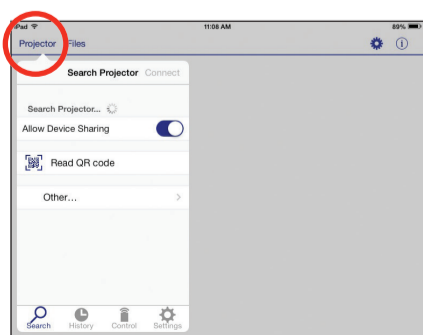 iPad 11:08 AM 89%
Projector Files
Search Projector Connect
Search Projector...
Allow Device Sharing
Read QR code
Other...
Search History Control Settings